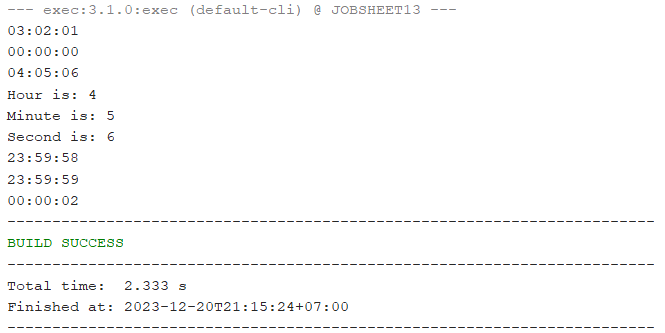 --- exec:3.1.0:exec (default-cli) @ JOBSHEET13 ---
03:02:01
00:00:00
04:05:06
Hour is: 4
Minute is: 5
Second is: 6
23:59:58
23:59:59
00:00:02
------------------------------------------------------------------------
BUILD SUCCESS
------------------------------------------------------------------------
Total time:  2.333 s
Finished at: 2023-12-20T21:15:24+07:00
------------------------------------------------------------------------